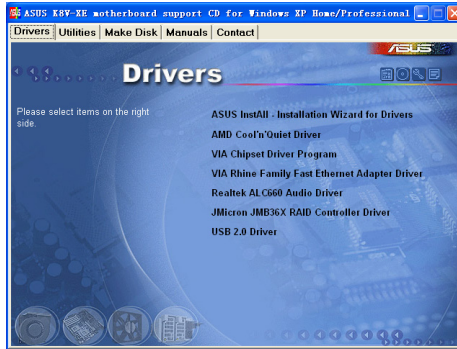 ASUS K8V-XE motherboard support CD for Windows XP Home/Professional
Drivers Utilities Make Disk Manuals Contact
ASUS
Drivers
Please select items on the right
side.
ASUS InstAll - Installation Wizard for Drivers
AMD Cool'n'Quiet Driver
VIA Chipset Driver Program
VIA Rhine Family Fast Ethernet Adapter Driver
Realtek ALC660 Audio Driver
JMicron JMB36X RAID Controller Driver
USB 2.0 Driver